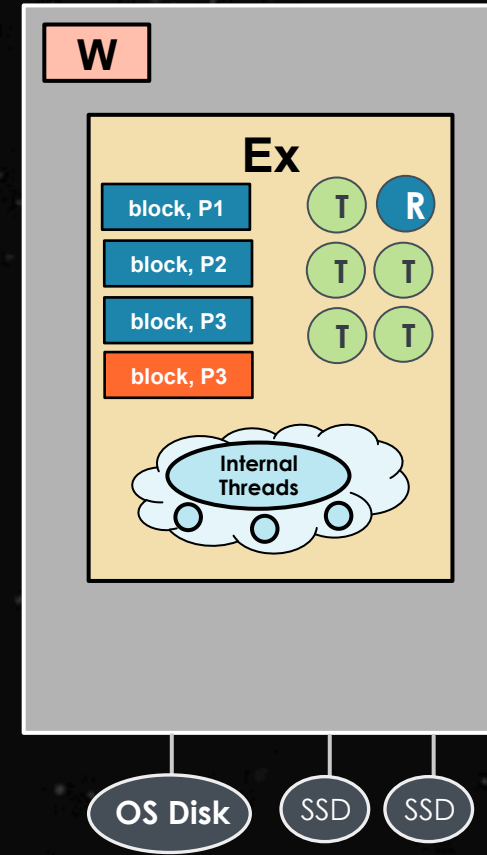 W
Ex
block, P1
T
R
block, P2
T
T
block, P3
T
T
block, P3
Internal
Threads
OS Disk
SSD
SSD